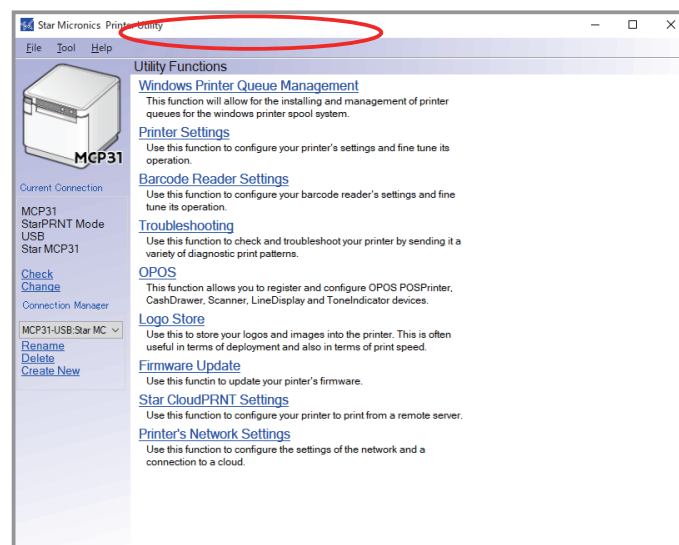 Star Micronics Printer Utility
File Tool Help
MCP31
Current Connection
MCP31
StarPRNT Mode
USB
Star MCP31
Check
Change
Connection Manager
MCP31-USB:Star MC
Rename
Delete
Create New
Utility Functions
Windows Printer Queue Management
This function will allow for the installing and management of printer
queues for the windows printer spool system.
Printer Settings
Use this function to configure your printer's settings and fine tune its
operation.
Barcode Reader Settings
Use this function to configure your barcode reader's settings and fine
tune its operation.
Troubleshooting
Use this function to check and troubleshoot your printer by sending it a
variety of diagnostic print patterns.
OPOS
This function allows you to register and configure OPOS POSPrinter,
CashDrawer, Scanner, LineDisplay and ToneIndicator devices.
Logo Store
Use this to store your logos and images into the printer. This is often
useful in terms of deployment and also in terms of print speed.
Firmware Update
Use this functin to update your pinter's firmware.
Star CloudPRNT Settings
Use this function to configure your printer to print from a remote server.
Printer's Network Settings
Use this function to configure the settings of the network and a
connection to a cloud.